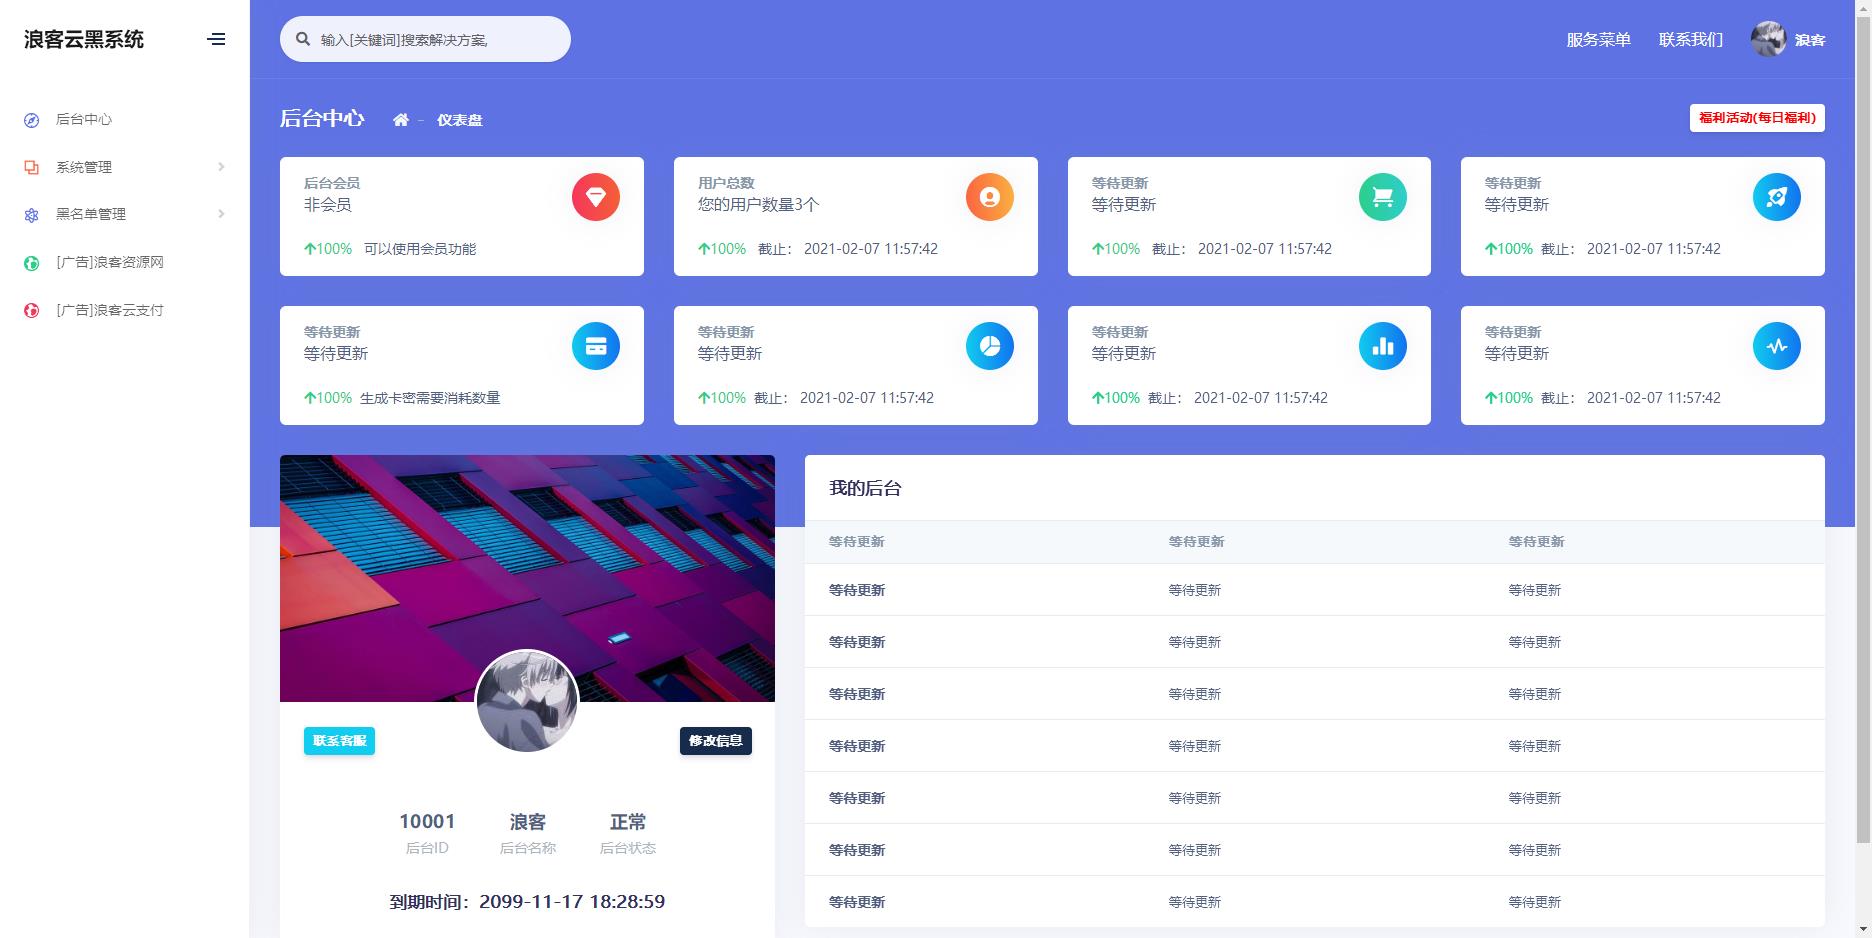 浪客云黑系统
输入[关键词]搜索解决方案,
服务菜单 联系我们 浪客
后台中心
系统管理
黑名单管理
[广告]浪客资源网
[广告]浪客云支付
后台中心 - 仪表盘
福利活动(每日福利)
后台会员
非会员
100% 可以使用会员功能
用户总数
您的用户数量3个
100% 截止： 2021-02-07 11:57:42
等待更新
等待更新
100% 截止： 2021-02-07 11:57:42
等待更新
等待更新
100% 截止： 2021-02-07 11:57:42
等待更新
等待更新
100% 生成卡密需要消耗数量
等待更新
等待更新
100% 截止： 2021-02-07 11:57:42
等待更新
等待更新
100% 截止： 2021-02-07 11:57:42
等待更新
等待更新
100% 截止： 2021-02-07 11:57:42
联系客服
修改信息
10001 浪客 正常
后台ID 后台名称 后台状态
到期时间：2099-11-17 18:28:59
我的后台
等待更新 等待更新 等待更新
等待更新 等待更新 等待更新
等待更新 等待更新 等待更新
等待更新 等待更新 等待更新
等待更新 等待更新 等待更新
等待更新 等待更新 等待更新
等待更新 等待更新 等待更新
等待更新 等待更新 等待更新